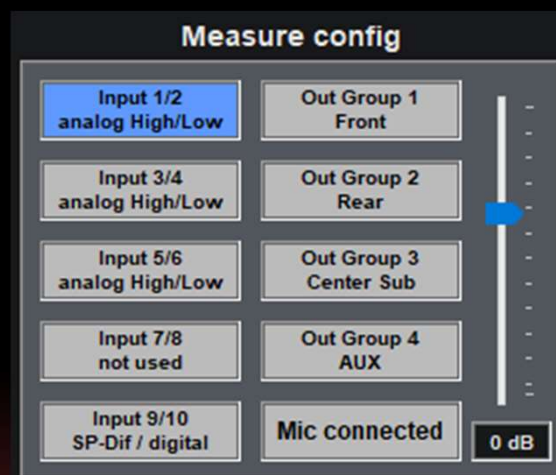 Measure config
Input 1/2
analog High/Low
Out Group 1
Front
Input 3/4
analog High/Low
Out Group 2
Rear
Input 5/6
analog High/Low
Out Group 3
Center Sub
Input 7/8
not used
Out Group 4
AUX
Input 9/10
SP-Dif / digital
Mic connected
0 dB